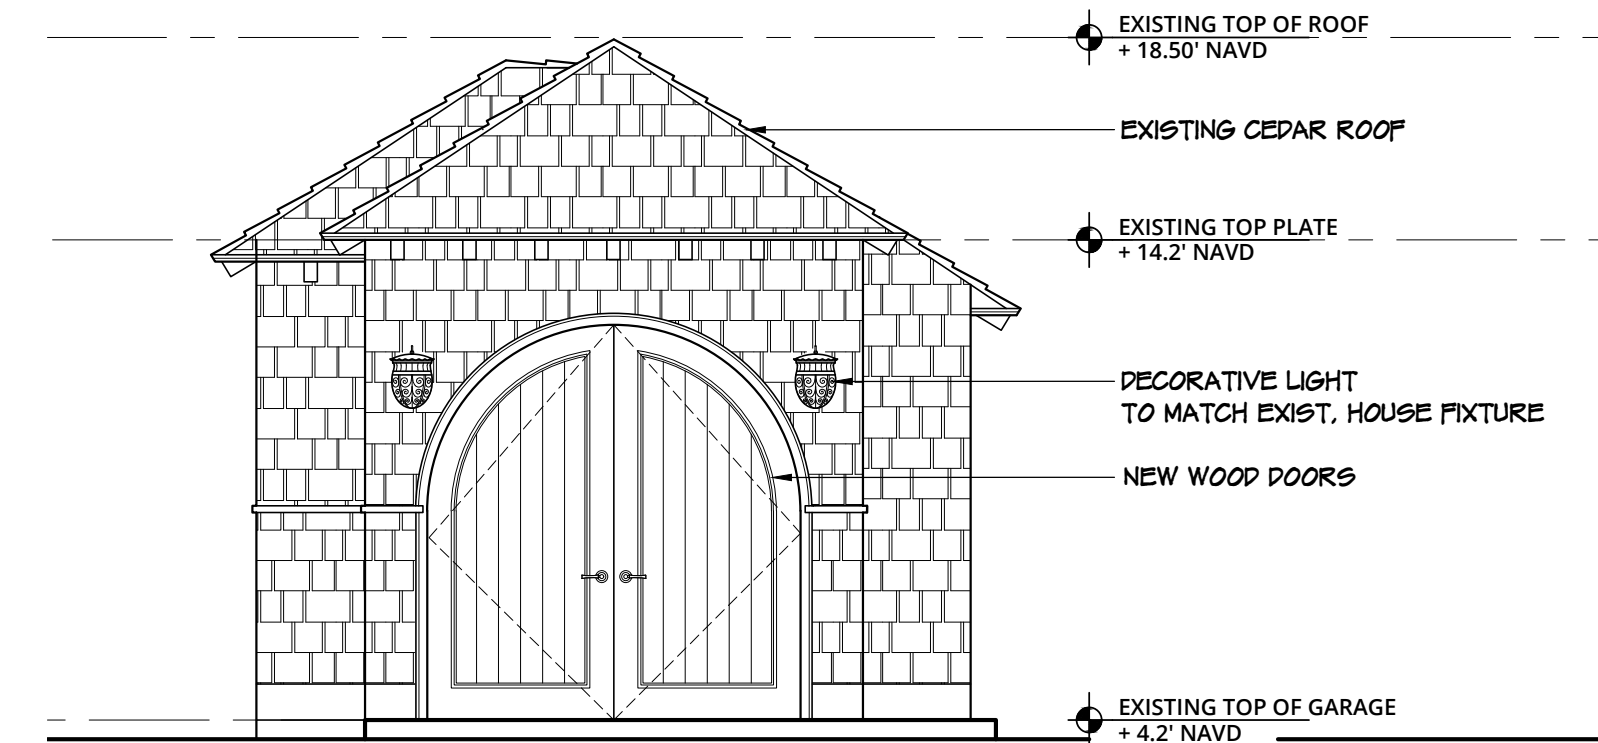 EXISTING TOP OF ROOF
+ 18.50' NAVD
EXISTING CEDAR ROOF
EXISTING TOP PLATE
+ 14.2' NAVD
DECORATIVE LIGHT
TO MATCH EXIST. HOUSE FIXTURE
NEW WOOD DOORS
EXISTING TOP OF GARAGE
+ 4.2' NAVD